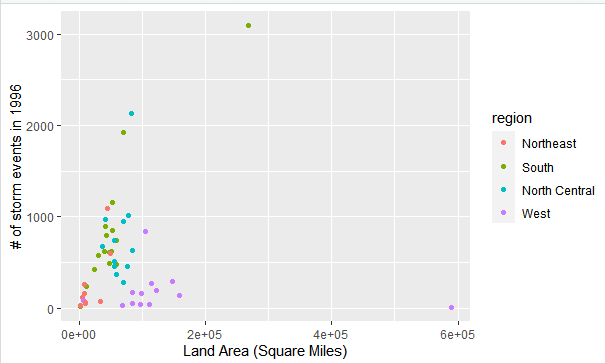 3000
2000
1000
0
# of storm events in 1996
0e+00
2e+05
4e+05
6e+05
Land Area (Square Miles)
region
Northeast
South
North Central
West